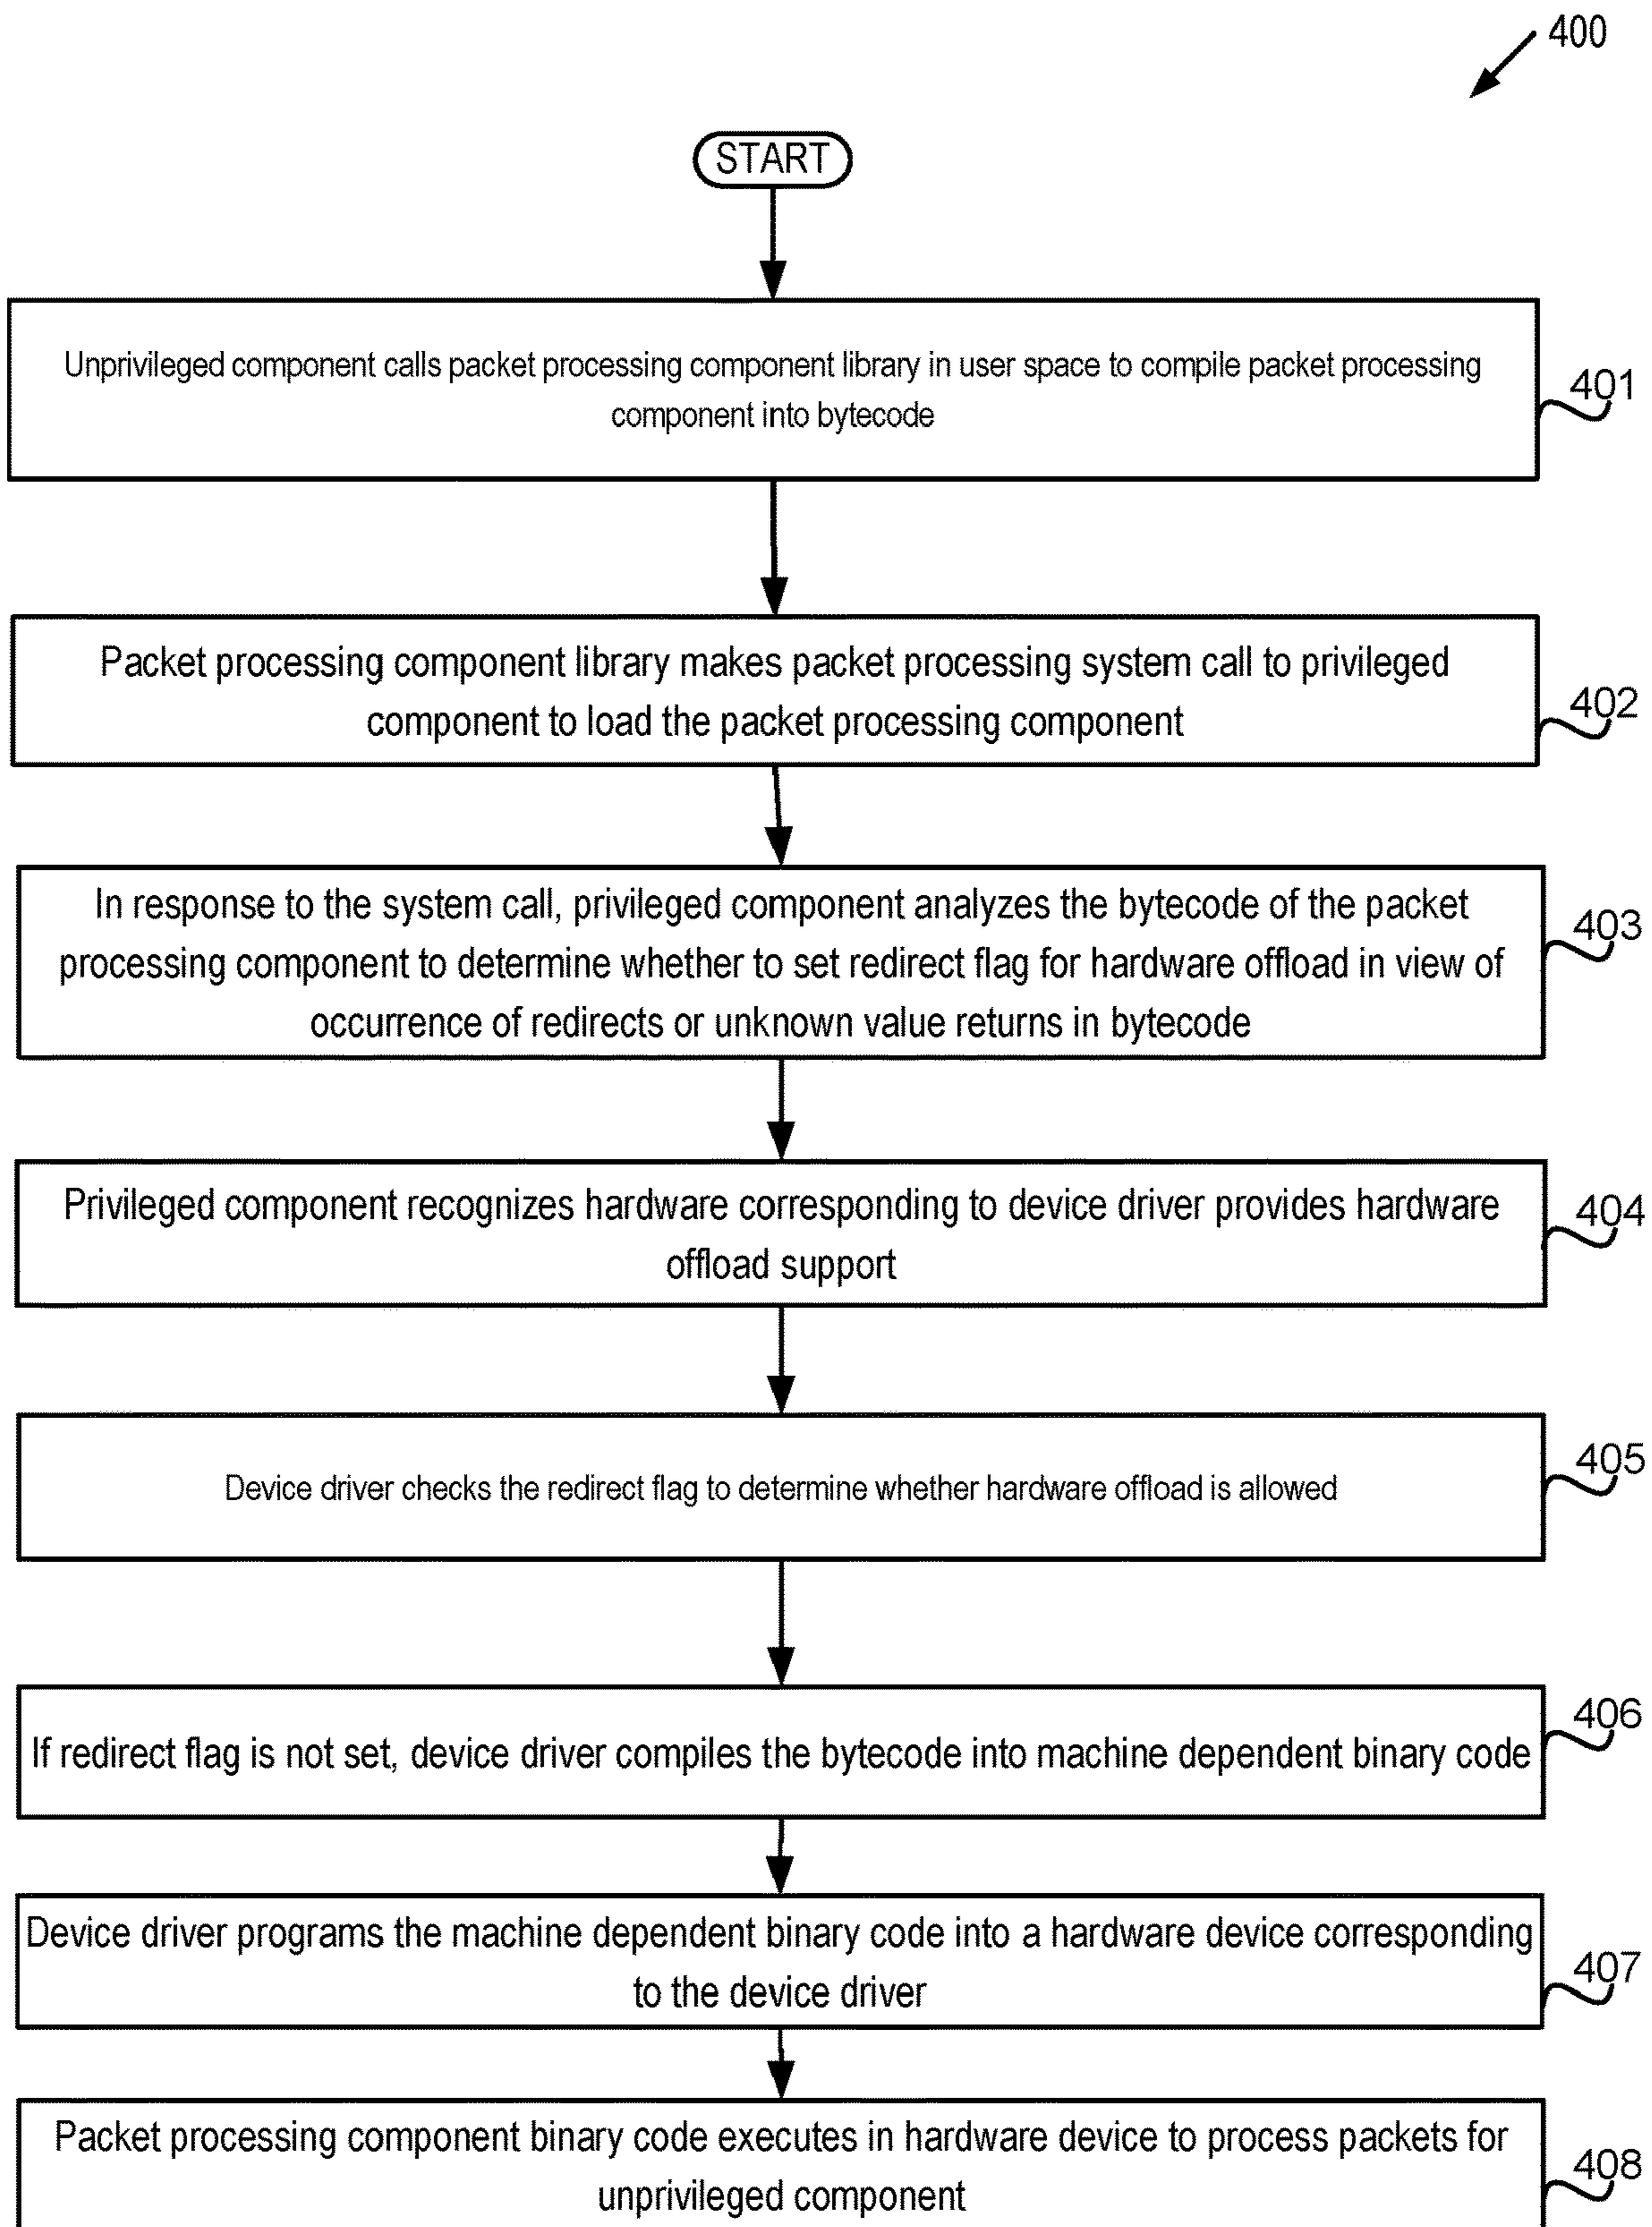 400
START
Unprivileged component calls packet processing component library in user space to compile packet processing
component into bytecode
401
Packet processing component library makes packet processing system call to privileged
component to load the packet processing component
402
In response to the system call, privileged component analyzes the bytecode of the packet
processing component to determine whether to set redirect flag for hardware offload in view of
occurrence of redirects or unknown value returns in bytecode
403
Privileged component recognizes hardware corresponding to device driver provides hardware
offload support
404
Device driver checks the redirect flag to determine whether hardware offload is allowed
405
If redirect flag is not set, device driver compiles the bytecode into machine dependent binary code
406
Device driver programs the machine dependent binary code into a hardware device corresponding
to the device driver
407
Packet processing component binary code executes in hardware device to process packets for
unprivileged component
408